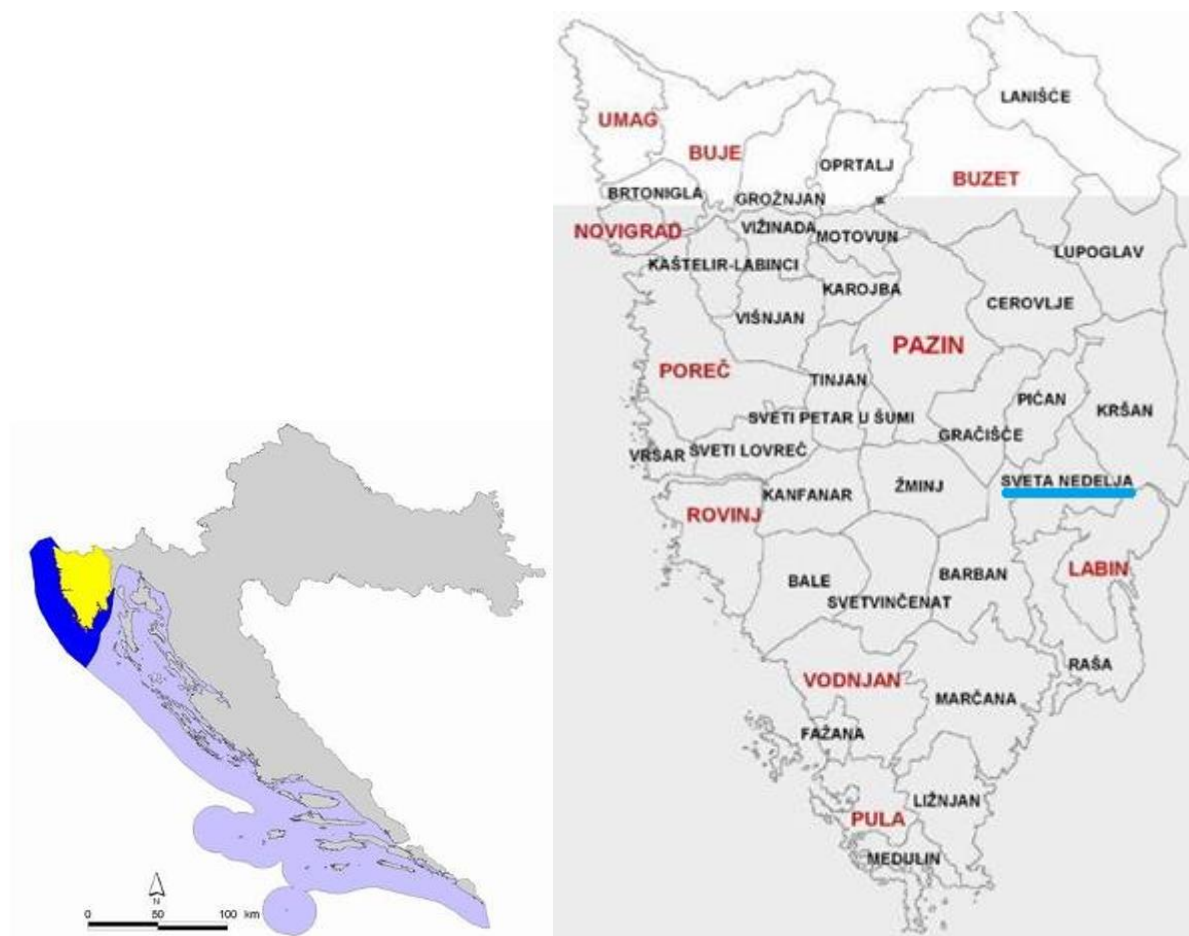 N
0 50 100 km
LANIŠĆE
UMAG
BUJE
OPRTALJ
BUZET
BRTONIGLA
GROŽNJAN
NOVIGRAD
VIŽINADA
MOTOVUN
LUPOGLAV
KAŠTELIR-LABINCI
KAROJBA
CEROVLJE
VIŠNJAN
PAZIN
POREČ
TINJAN
PIĆAN
KRŠAN
SVETI PETAR U ŠUMI
GRAČIŠĆE
VRSAR
SVETI LOVREČ
SVETA NEDELJA
KANFANAR
ŽMINJ
ROVINJ
BALE
BARBAN
LABIN
SVETVINČENAT
RAŠA
VODNJAN
MARČANA
FAŽANA
LIŽNJAN
PULA
MEDULIN